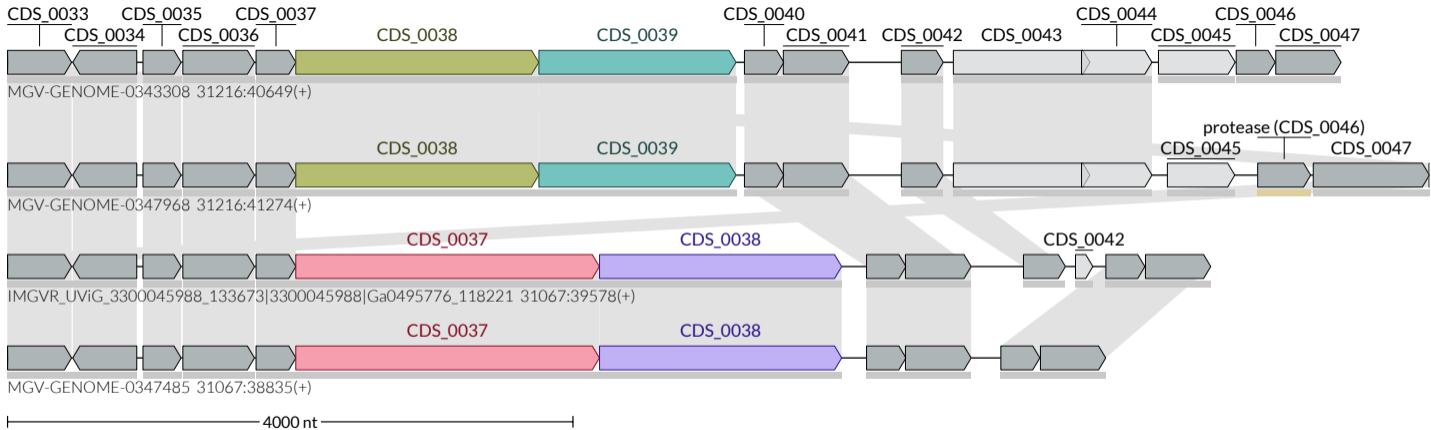 CDS_0033 CDS_0035 CDS_0037 CDS_0040 CDS_0044 CDS_0046
CDS_0034 CDS_0036 CDS_0038 CDS_0039 CDS_0041 CDS_0042 CDS_0043 CDS_0045 CDS_0047
MGV-GENOME-0343308 31216:40649(+)
protease (CDS_0046)
CDS_0038 CDS_0039 CDS_0045 CDS_0047
MGV-GENOME-0347968 31216:41274(+)
CDS_0037 CDS_0038 CDS_0042
IMGVR_UViG_3300045988_133673|3300045988|Ga0495776_118221 31067:39578(+)
CDS_0037 CDS_0038
MGV-GENOME-0347485 31067:38835(+)
4000 nt